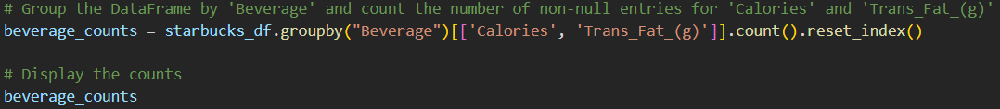 # Group the DataFrame by 'Beverage' and count the number of non-null entries for 'Calories' and 'Trans_Fat_(g)'
beverage_counts = starbucks_df.groupby("Beverage")[['Calories', 'Trans_Fat_(g)']].count().reset_index()
# Display the counts
beverage_counts